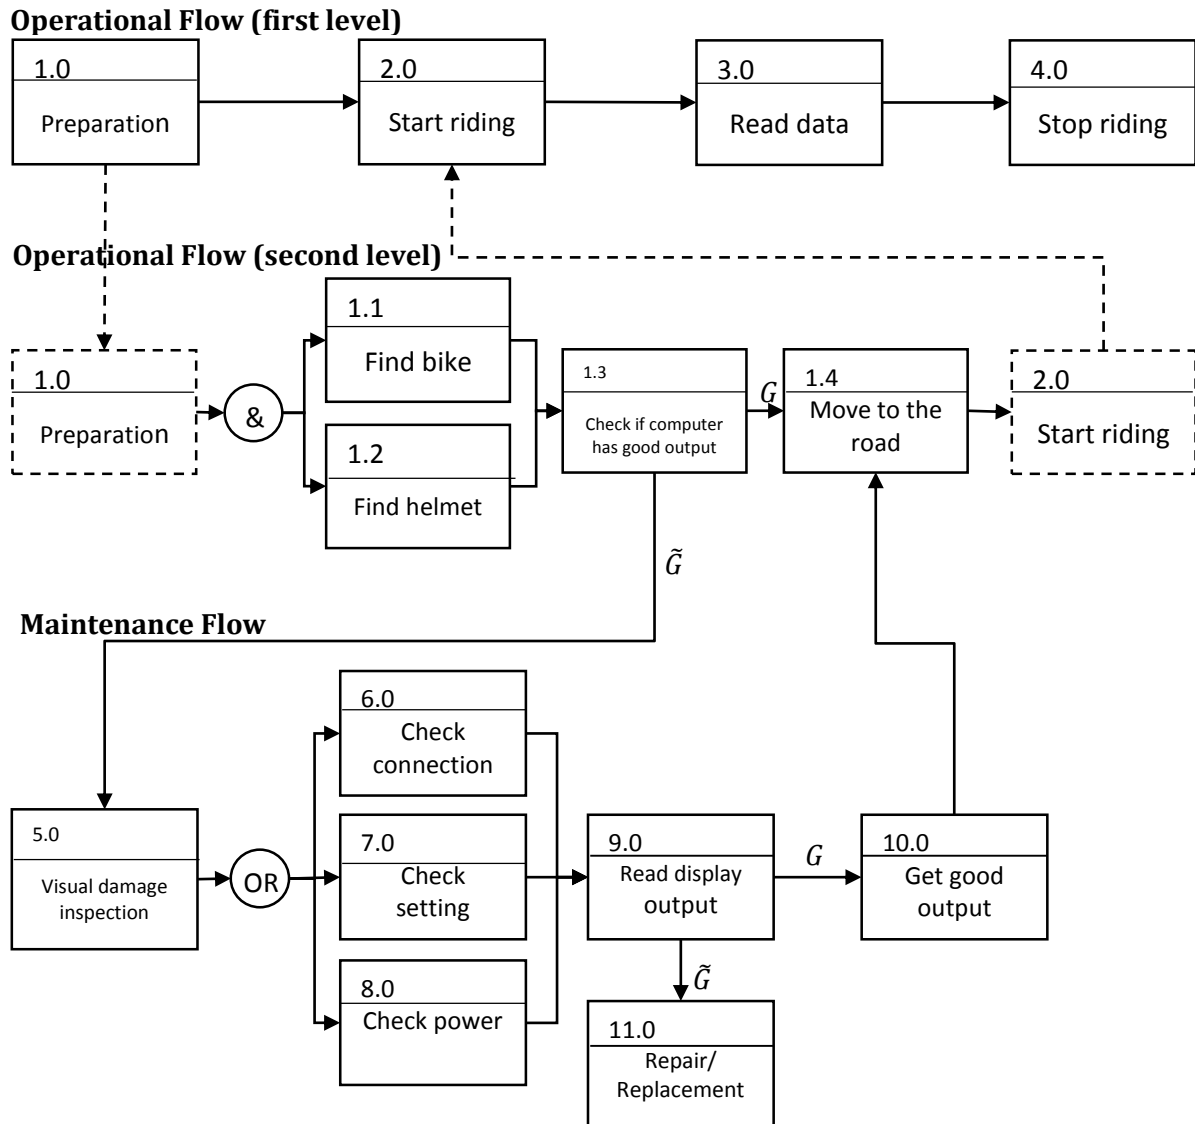 Operational Flow (first level)
1.0
Preparation
2.0
Start riding
3.0
Read data
4.0
Stop riding
Operational Flow (second level)
1.0
Preparation
&
1.1
Find bike
1.2
Find helmet
1.3
Check if computer
has good output
G
G̃
1.4
Move to the
road
2.0
Start riding
Maintenance Flow
5.0
Visual damage
inspection
OR
6.0
Check
connection
7.0
Check
setting
8.0
Check power
9.0
Read display
output
G
G̃
10.0
Get good
output
11.0
Repair/
Replacement